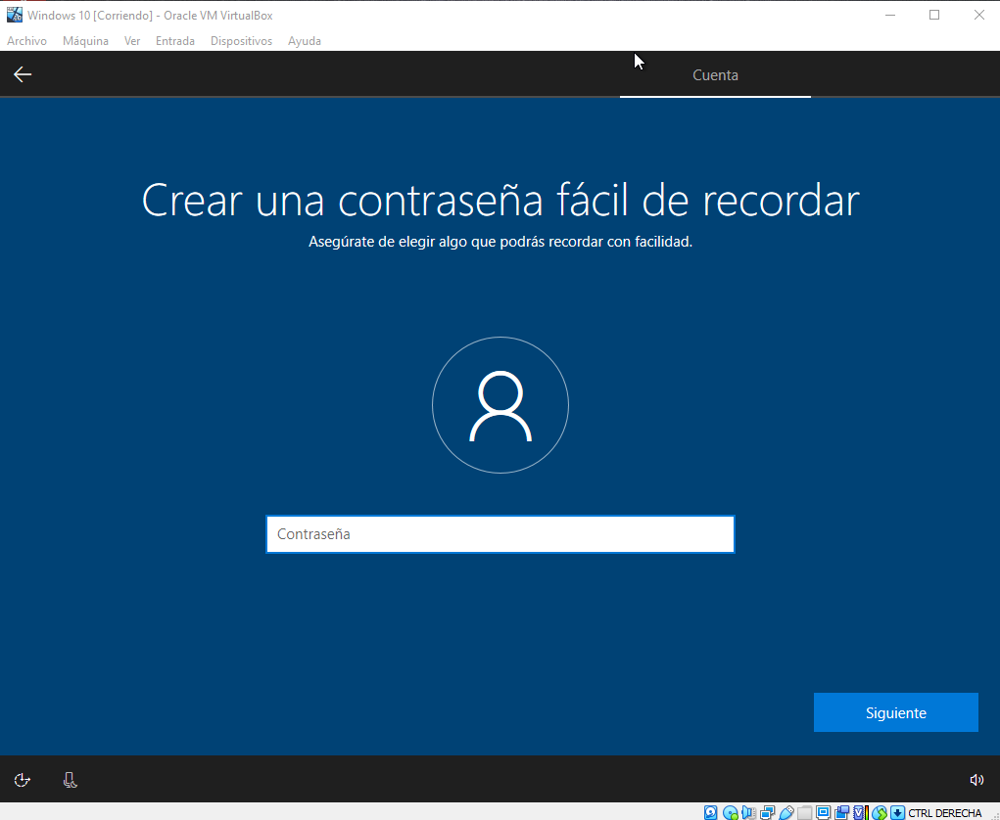 Windows 10 [Corriendo] - Oracle VM VirtualBox
Archivo Máquina Ver Entrada Dispositivos Ayuda
Cuenta
Crear una contraseña fácil de recordar
Asegúrate de elegir algo que podrás recordar con facilidad.
Contraseña
Siguiente
CTRL DERECHA